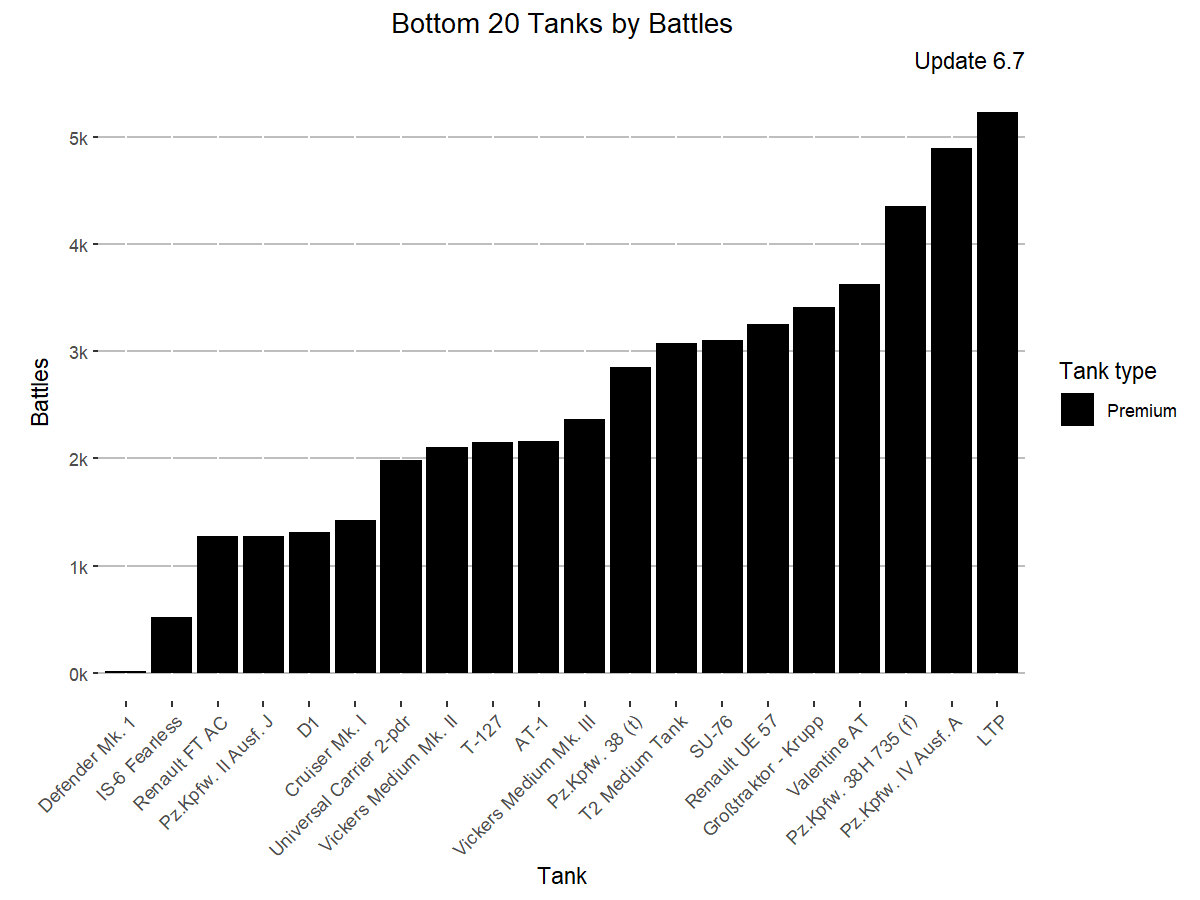 Bottom 20 Tanks by Battles
Update 6.7
Battles
5k
4k
3k
2k
1k
0k
Defender Mk. 1
IS-6 Fearless
Renault FT AC
Pz.Kpfw. II Ausf. J
D1
Cruiser Mk. I
Universal Carrier 2-pdr
Vickers Medium Mk. II
T-127
AT-1
Vickers Medium Mk. III
Pz.Kpfw. 38 (t)
T2 Medium Tank
SU-76
Renault UE 57
Großtraktor - Krupp
Valentine AT
Pz.Kpfw. 38H 735 (f)
Pz.Kpfw. IV Ausf. A
LTP
Tank
Tank type
Premium